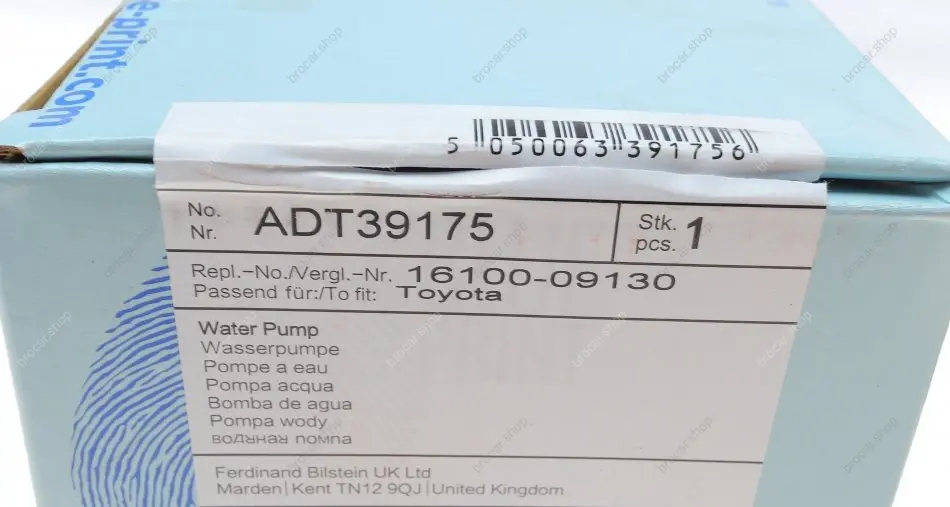 e-print.com
5 050063 391756
No. ADT39175 Stk. 1
Nr. pcs.
Repl.-No./Vergl.-Nr. 16100-09130
Passend für:/To fit: Toyota
Water Pump
Wasserpumpe
Pompe a eau
Pompa acqua
Bomba de agua
Pompa wody
водяная помпа
Ferdinand Bilstein UK Ltd
Marden|Kent TN12 9QJ|United Kingdom
brocar.shop